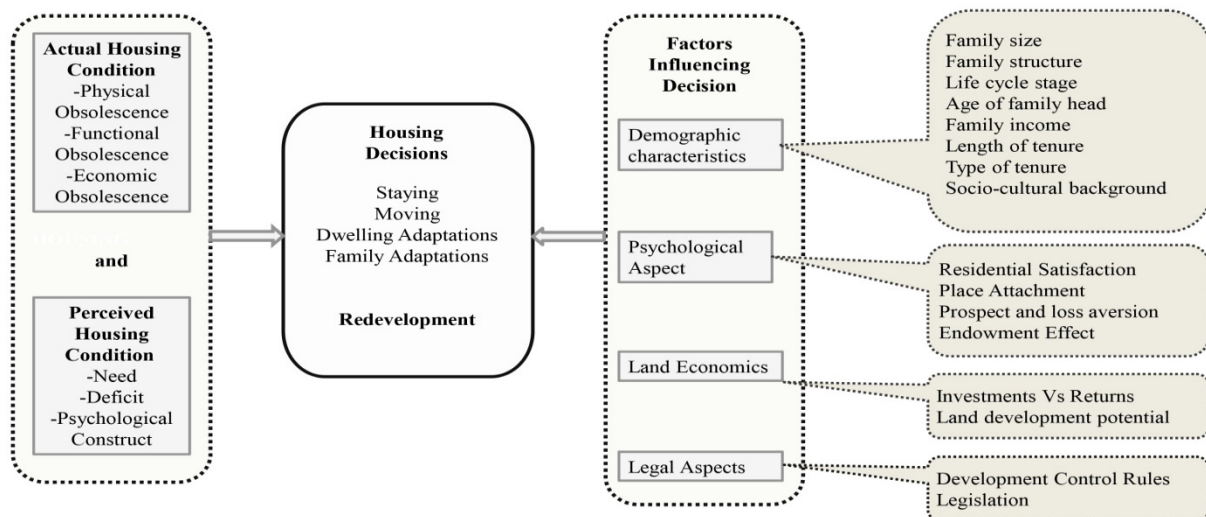 Actual Housing
Condition
-Physical
Obsolescence
-Functional
Obsolescence
-Economic
Obsolescence
and
Perceived
Housing
Condition
-Need
-Deficit
-Psychological
Construct
Housing
Decisions
Staying
Moving
Dwelling Adaptations
Family Adaptations
Redevelopment
Factors
Influencing
Decision
Demographic
characteristics
Psychological
Aspect
Land Economics
Legal Aspects
Family size
Family structure
Life cycle stage
Age of family head
Family income
Length of tenure
Type of tenure
Socio-cultural background
Residential Satisfaction
Place Attachment
Prospect and loss aversion
Endowment Effect
Investments Vs Returns
Land development potential
Development Control Rules
Legislation